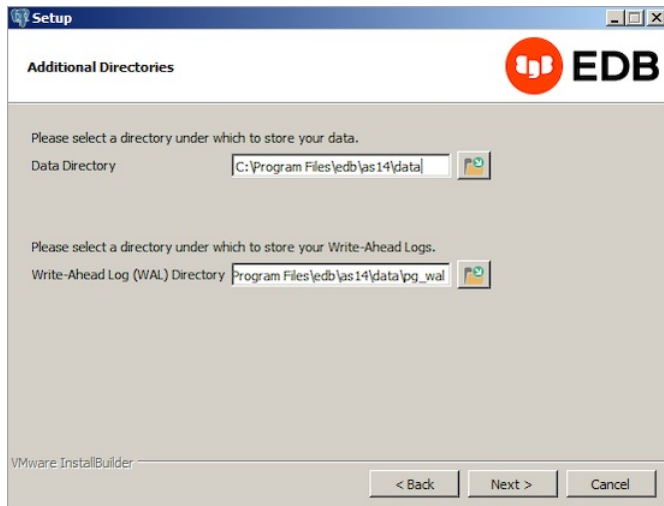 Setup
Additional Directories
EDB
Please select a directory under which to store your data.
Data Directory C:\Program Files\edb\as14\data
Please select a directory under which to store your Write-Ahead Logs.
Write-Ahead Log (WAL) Directory Program Files\edb\as14\data\pg_wal
VMware InstallBuilder
< Back Next > Cancel